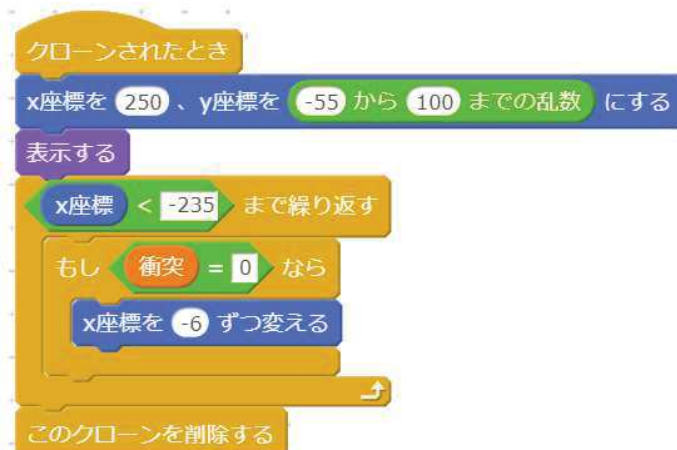 クローンされたとき
x座標を 250 、y座標を -55 から 100 までの乱数 にする
表示する
x座標 < -235 まで繰り返す
もし 衝突 = 0 なら
x座標を -6 ずつ変える
このクローンを削除する